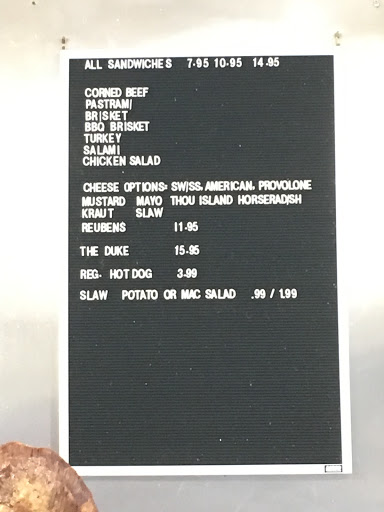 ALL SANDWICHES 7.95 10.95 14.95
CORNED BEEF
PASTRAMI
BRISKET
BBQ BRISKET
TURKEY
SALAMI
CHICKEN SALAD
CHEESE OPTIONS: SWISS, AMERICAN, PROVOLONE
MUSTARD MAYO THOU ISLAND HORSERADISH
KRAUT SLAW
REUBENS 11.95
THE DUKE 15.95
REG. HOT DOG 3.99
SLAW POTATO OR MAC SALAD .99 / 1.99